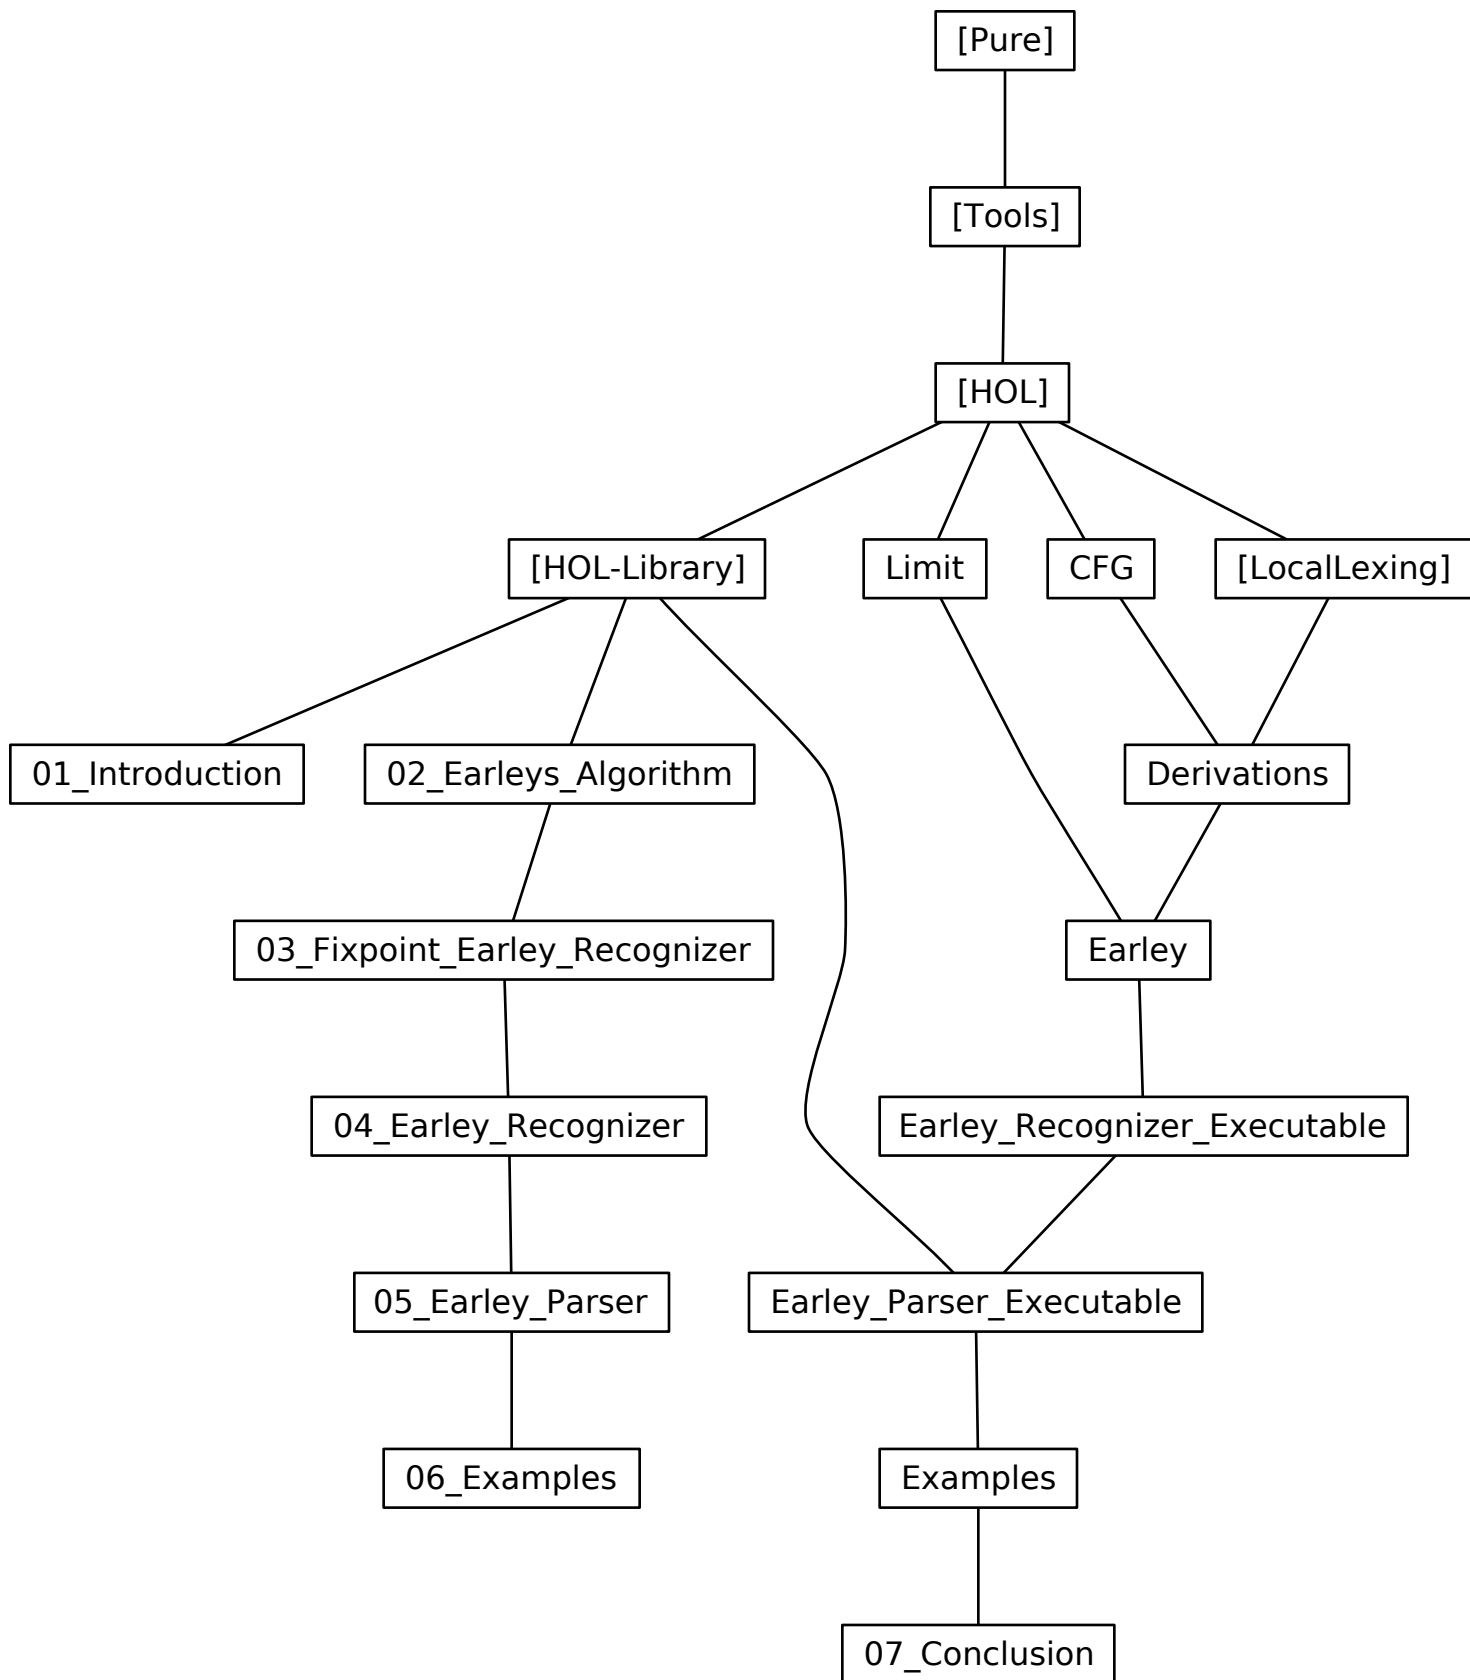 [Pure]
[Tools]
[HOL]
[HOL-Library]
Limit
CFG
[LocalLexing]
01_Introduction
02_Earleys_Algorithm
Derivations
03_Fixpoint_Earley_Recognizer
Earley
04_Earley_Recognizer
Earley_Recognizer_Executable
05_Earley_Parser
Earley_Parser_Executable
06_Examples
Examples
07_Conclusion